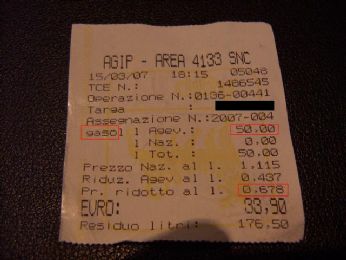 AGIP - AREA 4133 SNC
15/03/07 18:15 05048
TCE N.: 1486545
Operazione N.:0136-00441
Targa :
Assegnazione N.:2007-004
gasol l Agev.: 50,00
l Naz.: 0,00
l Tot.: 50,00
Prezzo Naz. al l. 1,115
Riduz. Agev al l. 0,437
Pr. ridotto al l. 0,678
EURO: 33,90
Residuo litri: 176,50